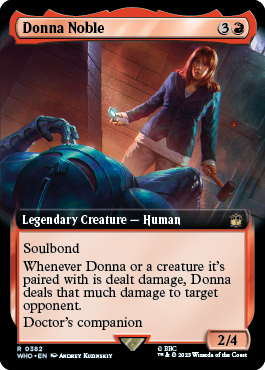 Donna Noble 3
Legendary Creature — Human
Soulbond
Whenever Donna or a creature it's
paired with is dealt damage, Donna
deals that much damage to target
opponent.
Doctor's companion
2/4
R 0382
WHO • EN Andrey Kuzinskiy
© BBC
™ & © 2023 Wizards of the Coast